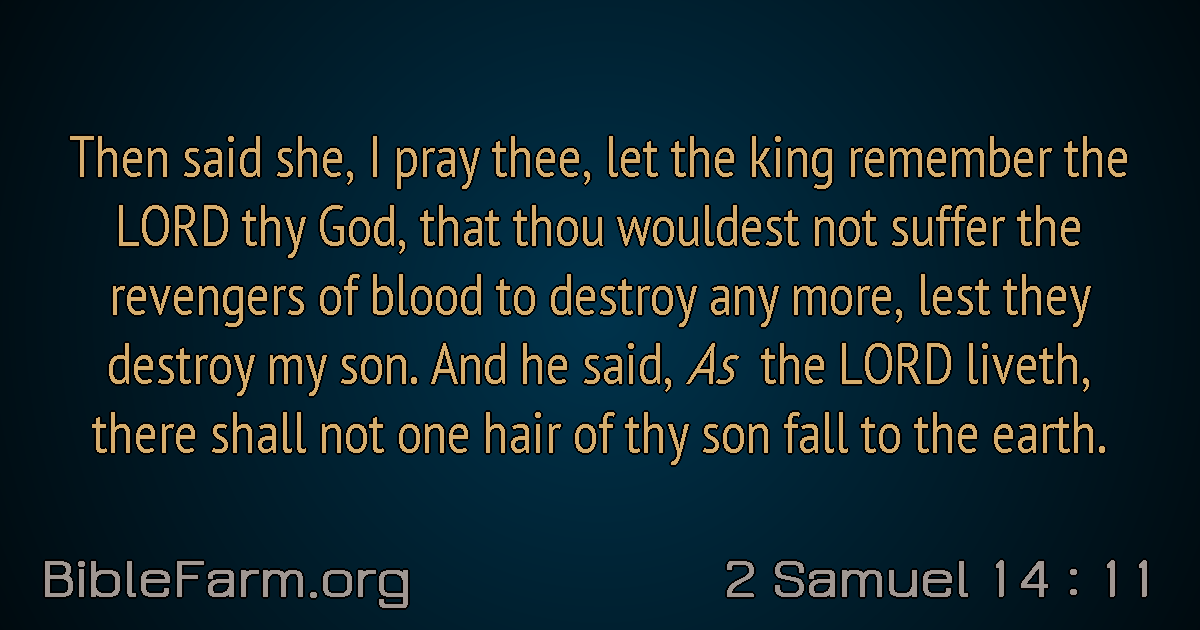 Then said she, I pray thee, let the king remember the
LORD thy God, that thou wouldest not suffer the
revengers of blood to destroy any more, lest they
destroy my son. And he said, As the LORD liveth,
there shall not one hair of thy son fall to the earth.
BibleFarm.org
2 Samuel 14 : 11